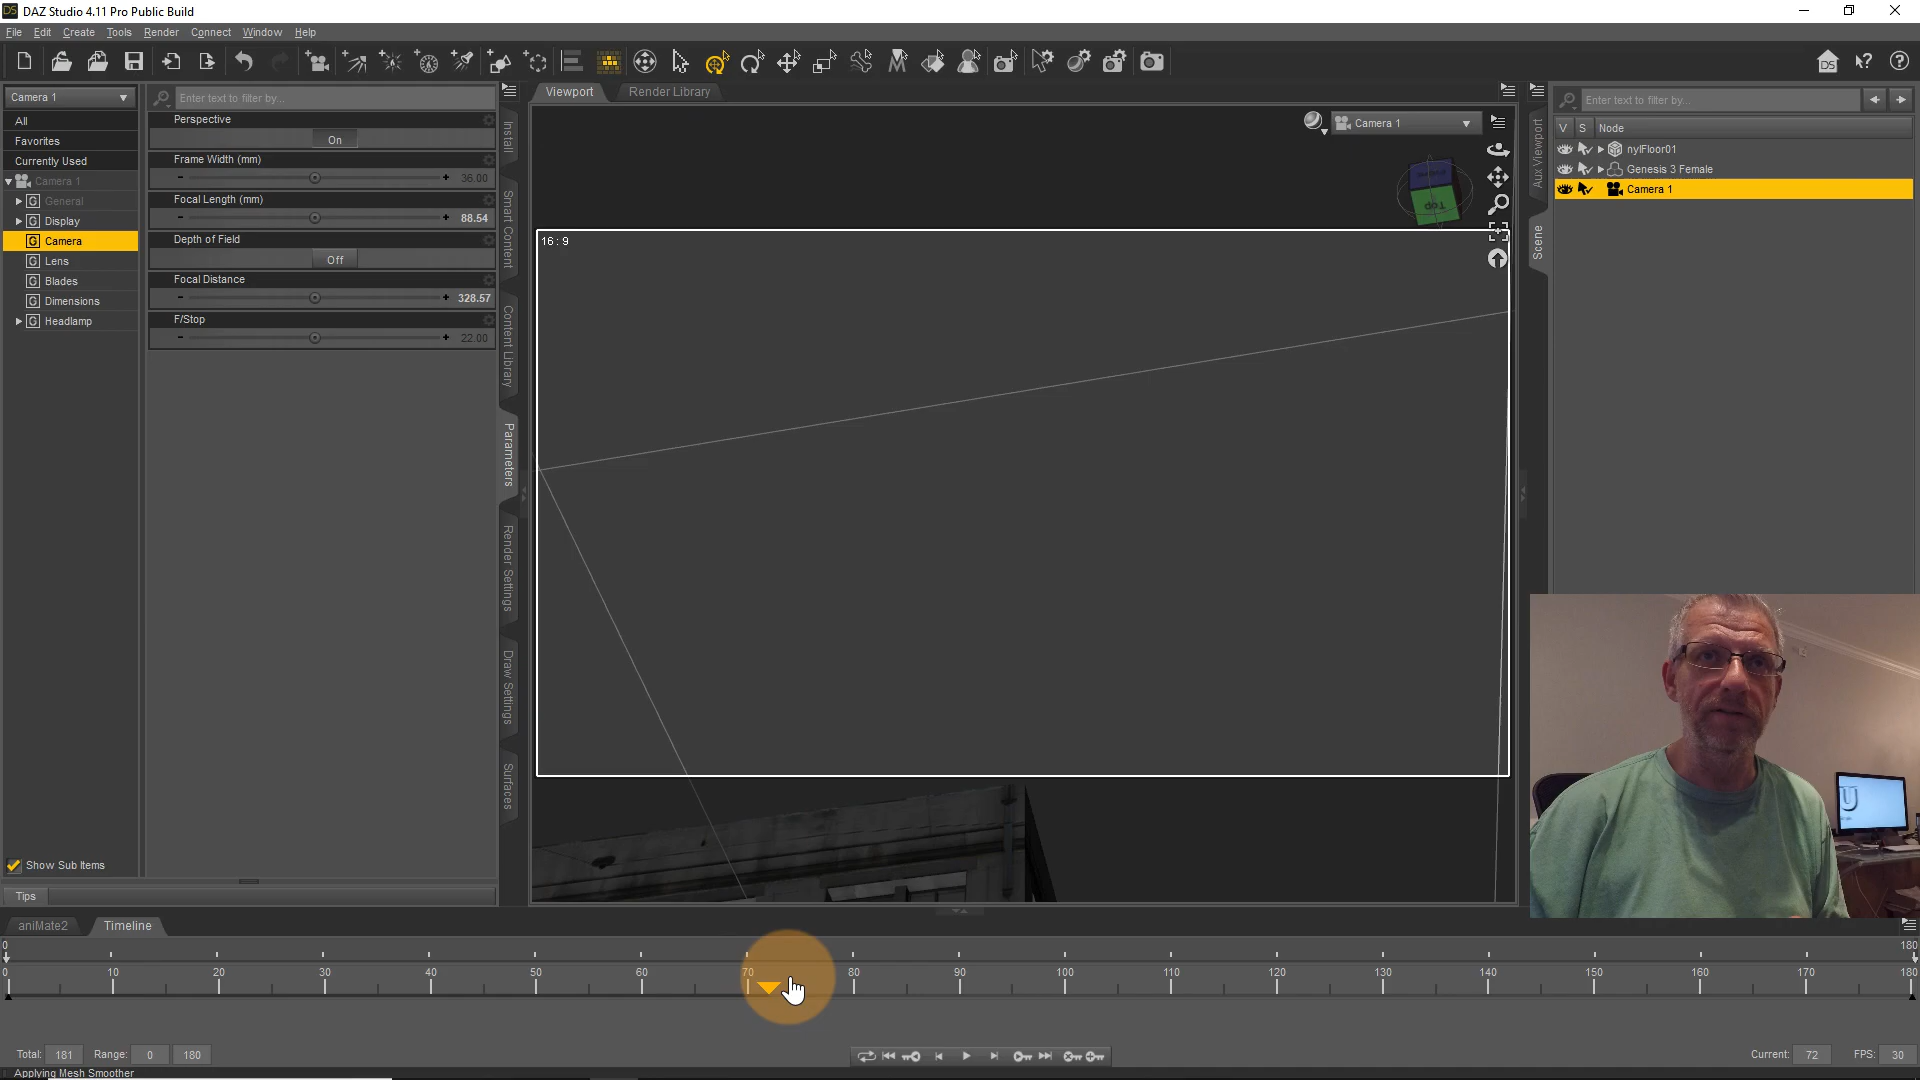 DAZ Studio 4.11 Pro Public Build
File Edit Create Tools Render Connect Window Help
Camera 1
Enter text to filter by...
All
Favorites
Currently Used
Camera 1
General
Display
Camera
Lens
Blades
Dimensions
Headlamp
Show Sub Items
Tips
Perspective
On
Frame Width (mm)
36.00
Focal Length (mm)
88.54
Depth of Field
Off
Focal Distance
328.57
F/Stop
22.00
Install
Smart Content
Content Library
Parameters
Render Settings
Draw Settings
Surfaces
Viewport Render Library
Camera 1
TOP
16 : 9
Aux Viewport
Scene
Enter text to filter by...
V S Node
nylFloor01
Genesis 3 Female
Camera 1
U
aniMate2 Timeline
0 180
0 10 20 30 40 50 60 70 80 90 100 110 120 130 140 150 160 170 180
Total: 181 Range: 0 180 Current: 72 FPS: 30
Applying Mesh Smoother